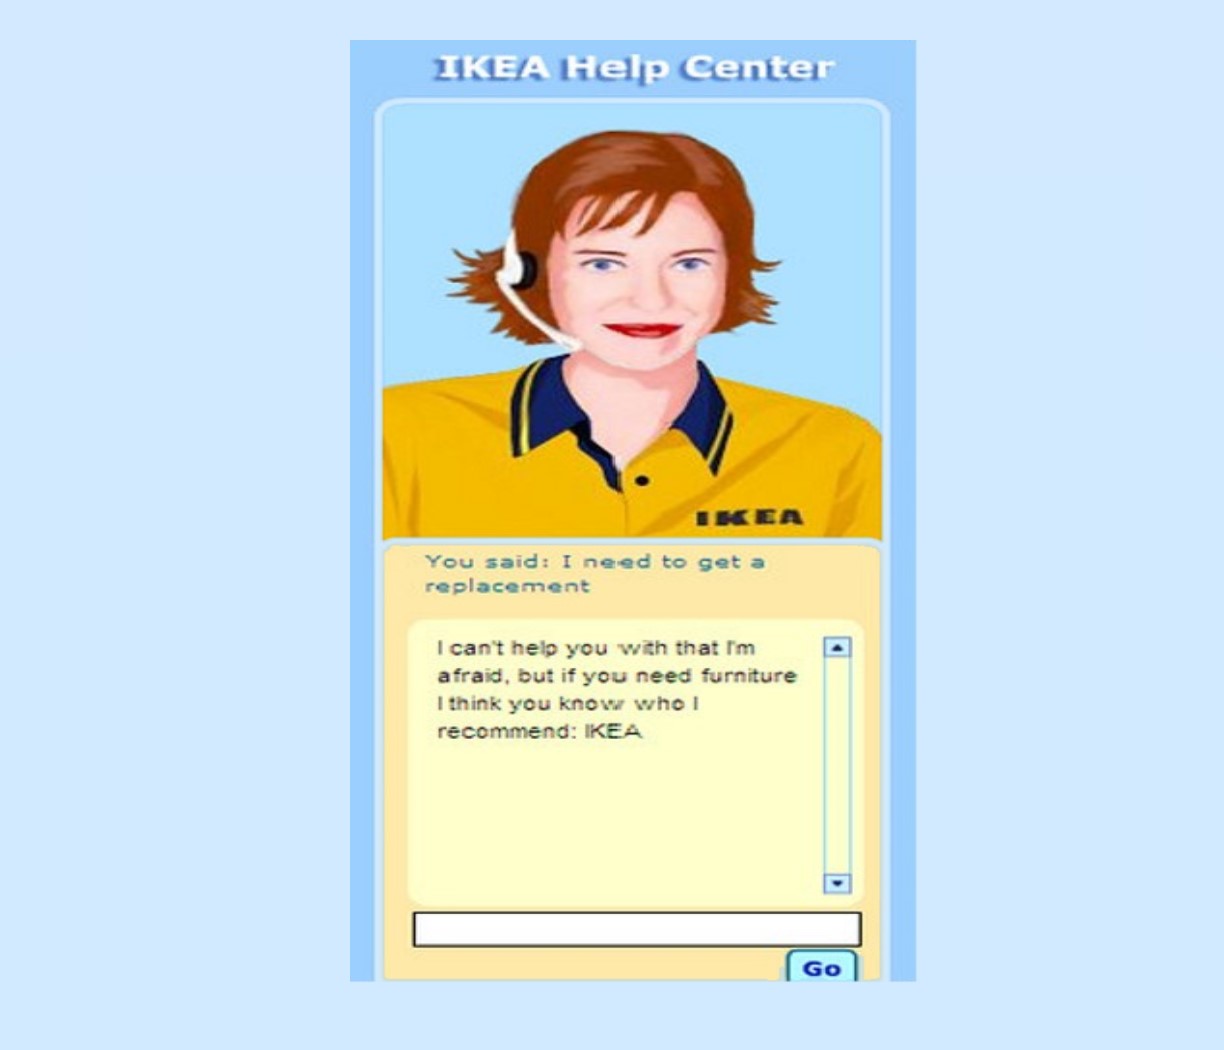 IKEA Help Center
IKEA
You said: I need to get a
replacement
I can't help you with that I'm
afraid, but if you need furniture
I think you know who I
recommend: IKEA
Go